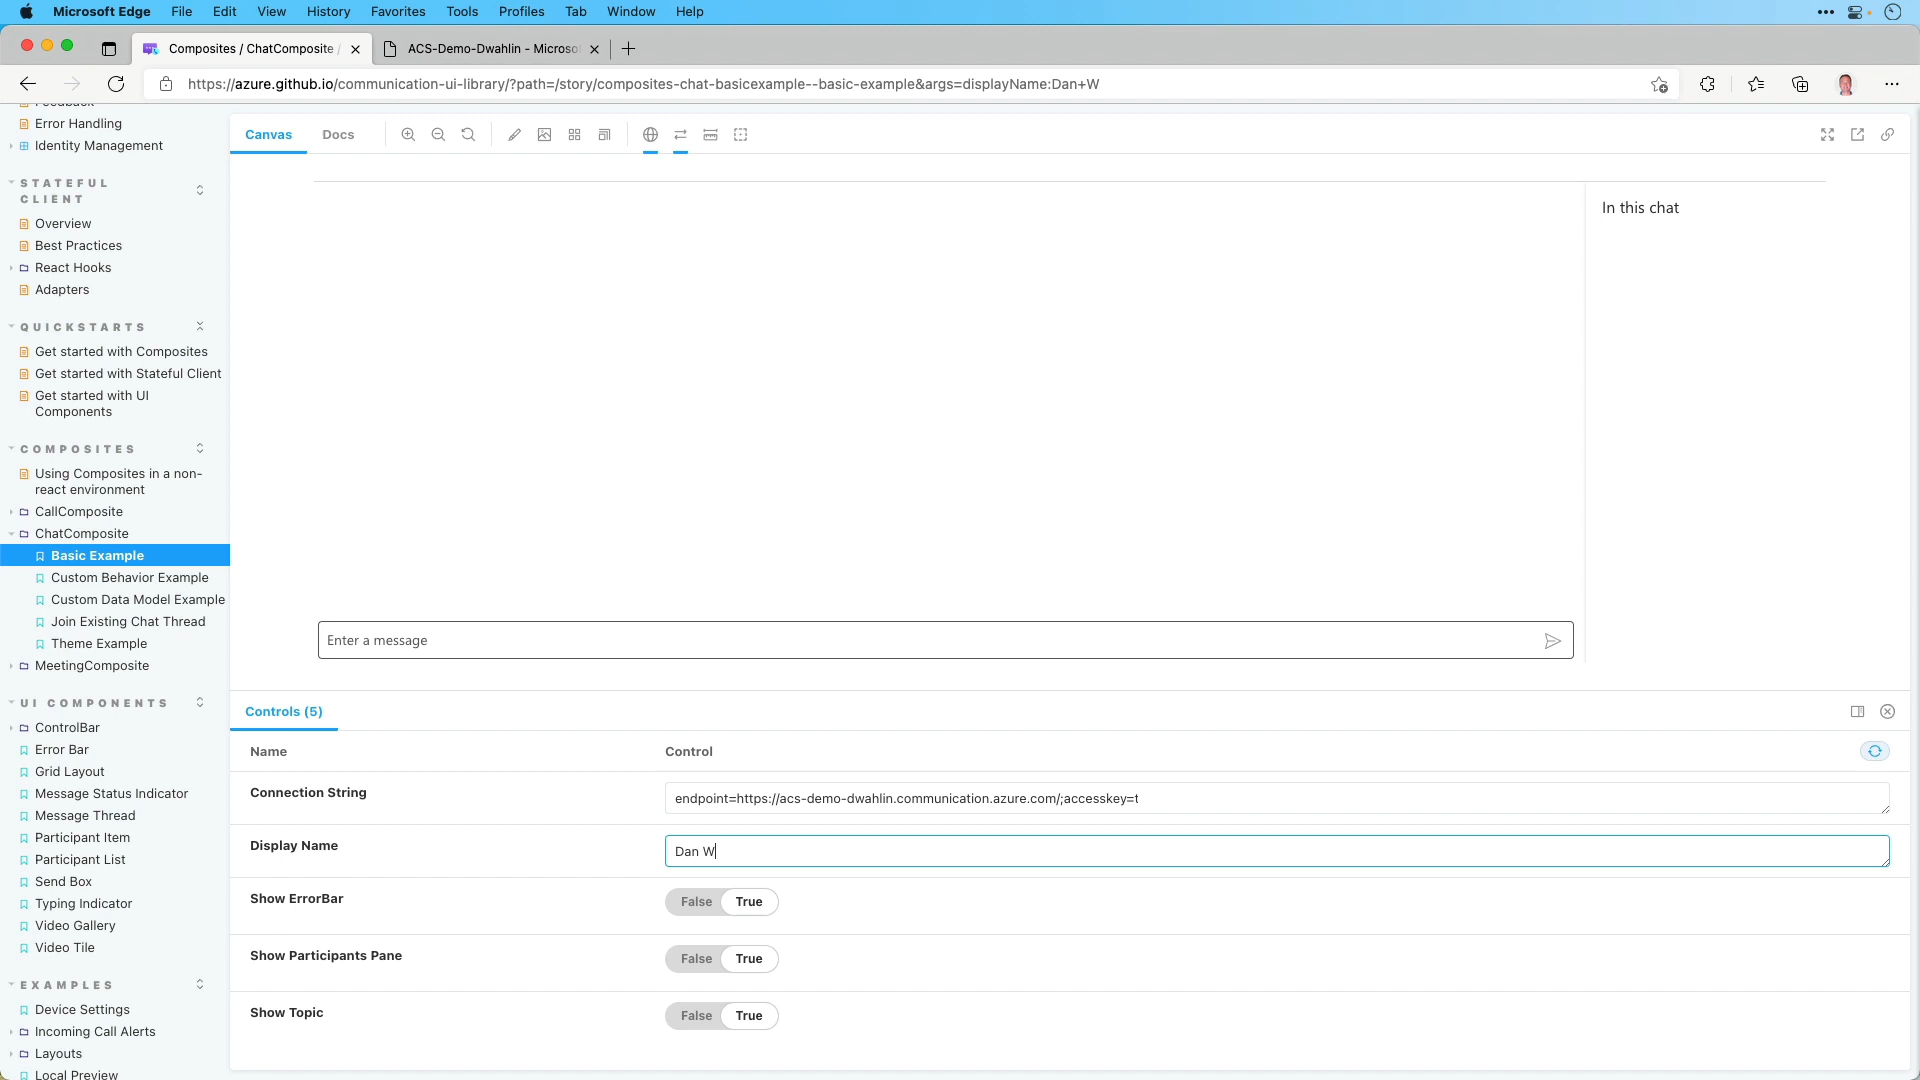 Microsoft Edge File Edit View History Favorites Tools Profiles Tab Window Help
Composites / ChatComposite /
ACS-Demo-Dwahlin - Microso
https://azure.github.io/communication-ui-library/?path=/story/composites-chat-basicexample--basic-example&args=displayName:Dan+W
Feedback
Error Handling
Identity Management
STATEFUL
CLIENT
Overview
Best Practices
React Hooks
Adapters
QUICKSTARTS
Get started with Composites
Get started with Stateful Client
Get started with UI
Components
COMPOSITES
Using Composites in a non-
react environment
CallComposite
ChatComposite
Basic Example
Custom Behavior Example
Custom Data Model Example
Join Existing Chat Thread
Theme Example
MeetingComposite
UI COMPONENTS
ControlBar
Error Bar
Grid Layout
Message Status Indicator
Message Thread
Participant Item
Participant List
Send Box
Typing Indicator
Video Gallery
Video Tile
EXAMPLES
Device Settings
Incoming Call Alerts
Layouts
Local Preview
Canvas Docs
In this chat
Enter a message
Controls (5)
Name Control
Connection String endpoint=https://acs-demo-dwahlin.communication.azure.com/;accesskey=t
Display Name Dan W
Show ErrorBar False True
Show Participants Pane False True
Show Topic False True